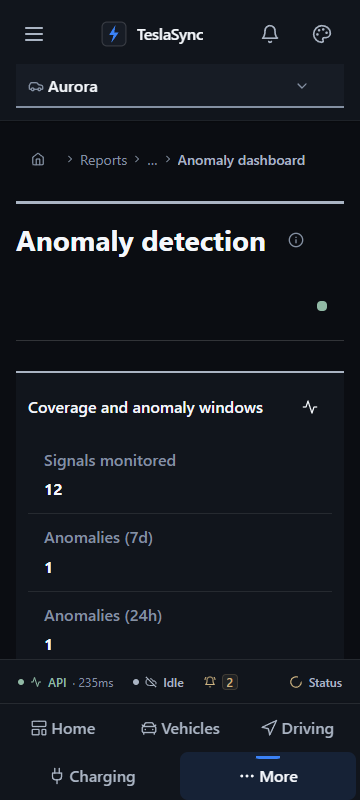 TeslaSync
Aurora
Reports ... Anomaly dashboard
Anomaly detection
Coverage and anomaly windows
Signals monitored
12
Anomalies (7d)
1
Anomalies (24h)
1
API · 235ms Idle 2 Status
Home Vehicles Driving
Charging More